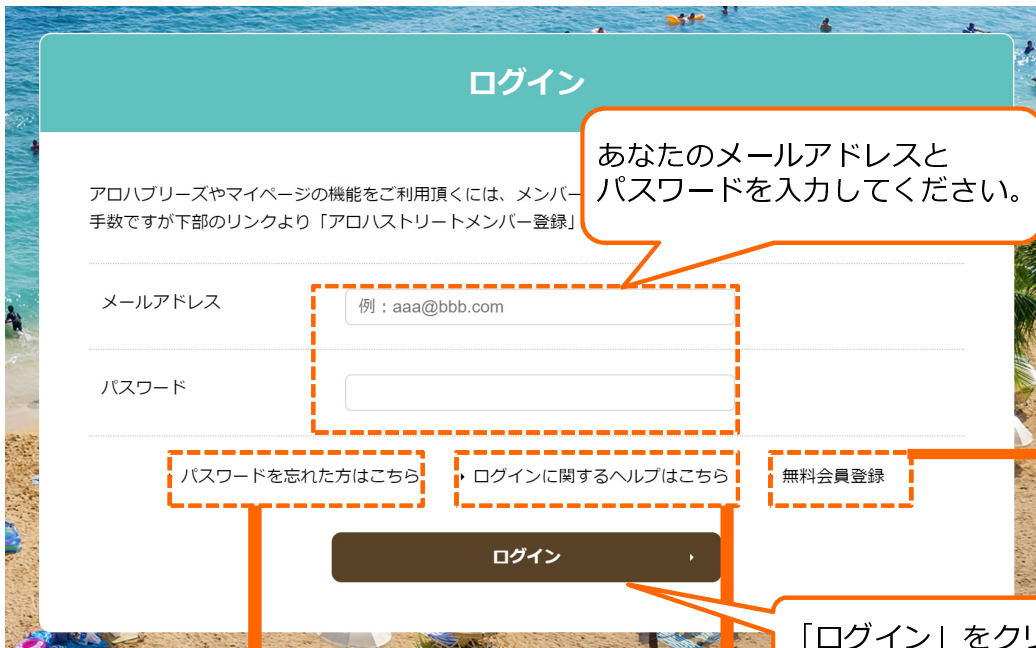 ログイン
あなたのメールアドレスと
パスワードを入力してください。
アロハブリーズやマイページの機能をご利用頂くには、メンバー
手数ですが下部のリンクより「アロハストリートメンバー登録」
メールアドレス
例：aaa@bbb.com
パスワード
パスワードを忘れた方はこちら
ログインに関するヘルプはこちら
無料会員登録
ログイン
「ログイン」をクリ